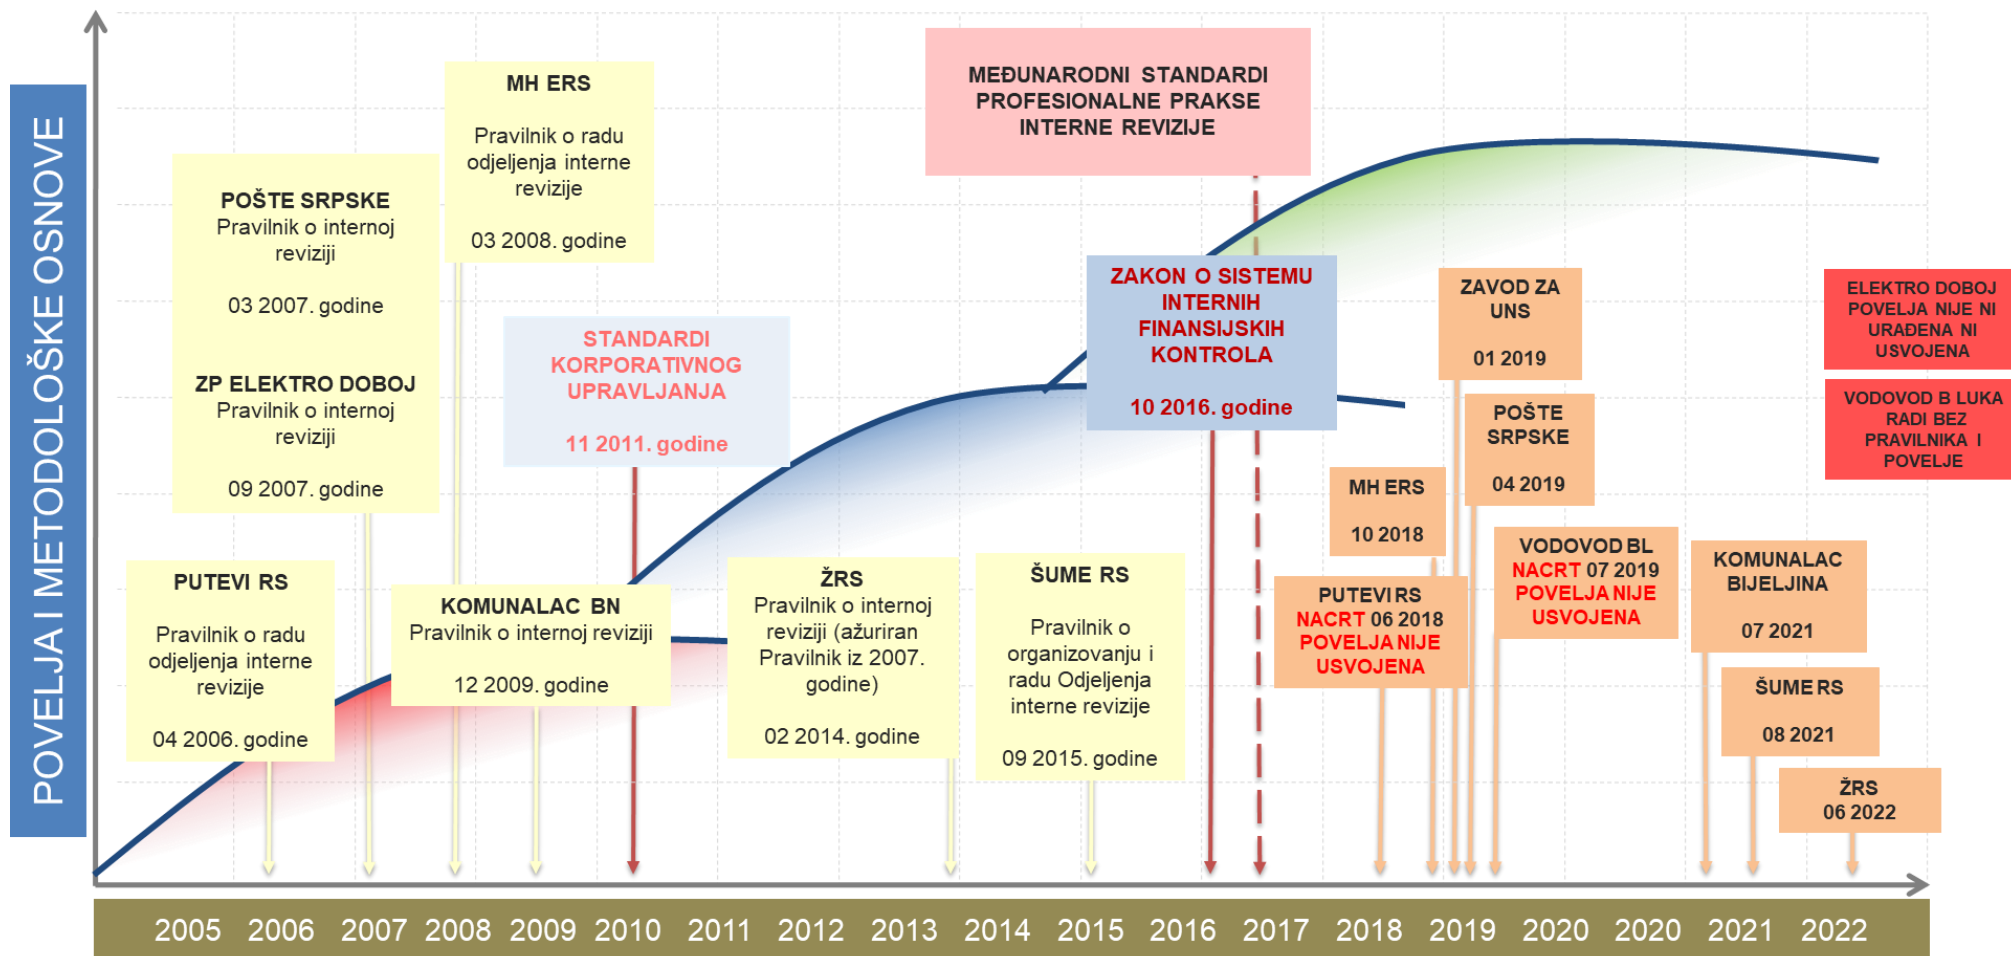 POVELJA I METODOLOŠKE OSNOVE
POŠTE SRPSKE
Pravilnik o internoj
reviziji
03 2007. godine
ZP ELEKTRO DOBOJ
Pravilnik o internoj
reviziji
09 2007. godine
MH ERS
Pravilnik o radu
odjeljenja interne
revizije
03 2008. godine
PUTEVI RS
Pravilnik o radu
odjeljenja interne
revizije
04 2006. godine
KOMUNALAC BN
Pravilnik o internoj reviziji
12 2009. godine
STANDARDI
KORPORATIVNOG
UPRAVLJANJA
11 2011. godine
ŽRS
Pravilnik o internoj
reviziji (ažuriran
Pravilnik iz 2007.
godine)
02 2014. godine
ŠUME RS
Pravilnik o
organizovanju i
radu Odjeljenja
interne revizije
09 2015. godine
MEĐUNARODNI STANDARDI
PROFESIONALNE PRAKSE
INTERNE REVIZIJE
ZAKON O SISTEMU
INTERNIH
FINANSIJSKIH
KONTROLA
10 2016. godine
PUTEVI RS
NACRT 06 2018
POVELJA NIJE
USVOJENA
MH ERS
10 2018
ZAVOD ZA
UNS
01 2019
POŠTE
SRPSKE
04 2019
VODOVOD BL
NACRT 07 2019
POVELJA NIJE
USVOJENA
KOMUNALAC
BIJELJINA
07 2021
ŠUME RS
08 2021
ŽRS
06 2022
ELEKTRO DOBOJ
POVELJA NIJE NI
URAĐENA NI
USVOJENA
VODOVOD B LUKA
RADI BEZ
PRAVILNIKA I
POVELJE
2005 2006 2007 2008 2009 2010 2011 2012 2013 2014 2015 2016 2017 2018 2019 2020 2020 2021 2022